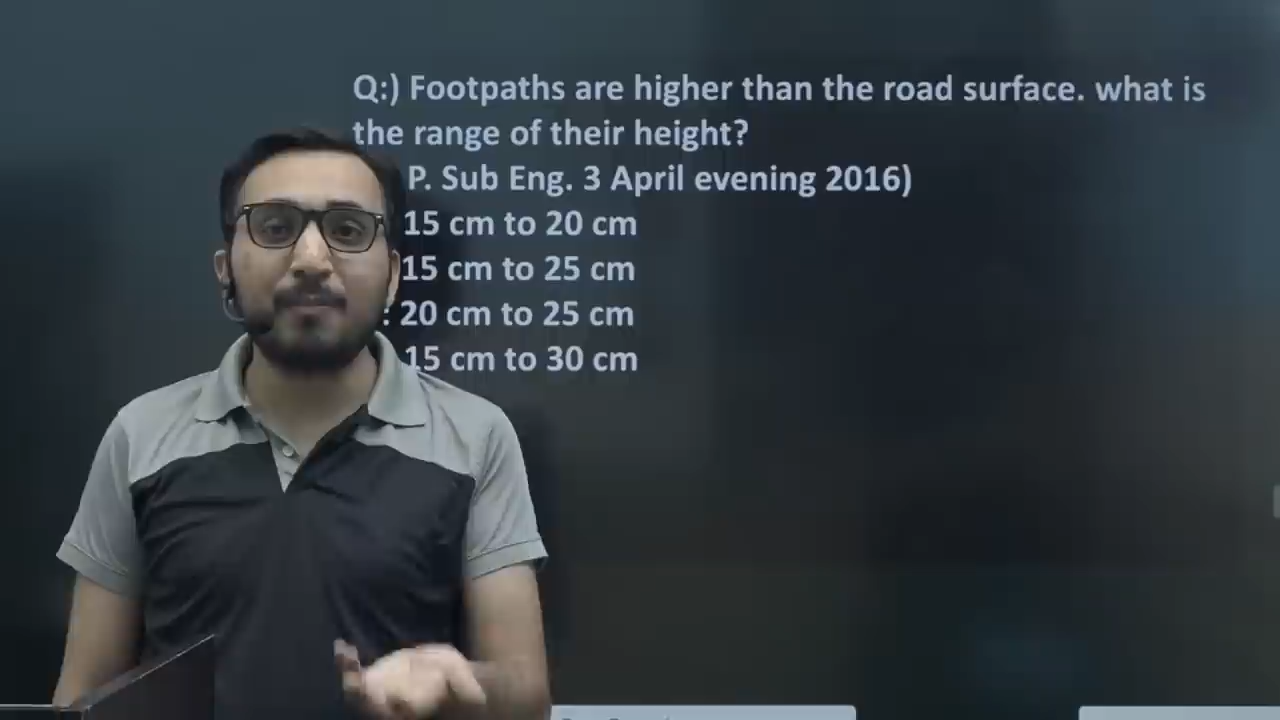 Q:) Footpaths are higher than the road surface. what is
the range of their height?
P. Sub Eng. 3 April evening 2016)
15 cm to 20 cm
15 cm to 25 cm
: 20 cm to 25 cm
15 cm to 30 cm